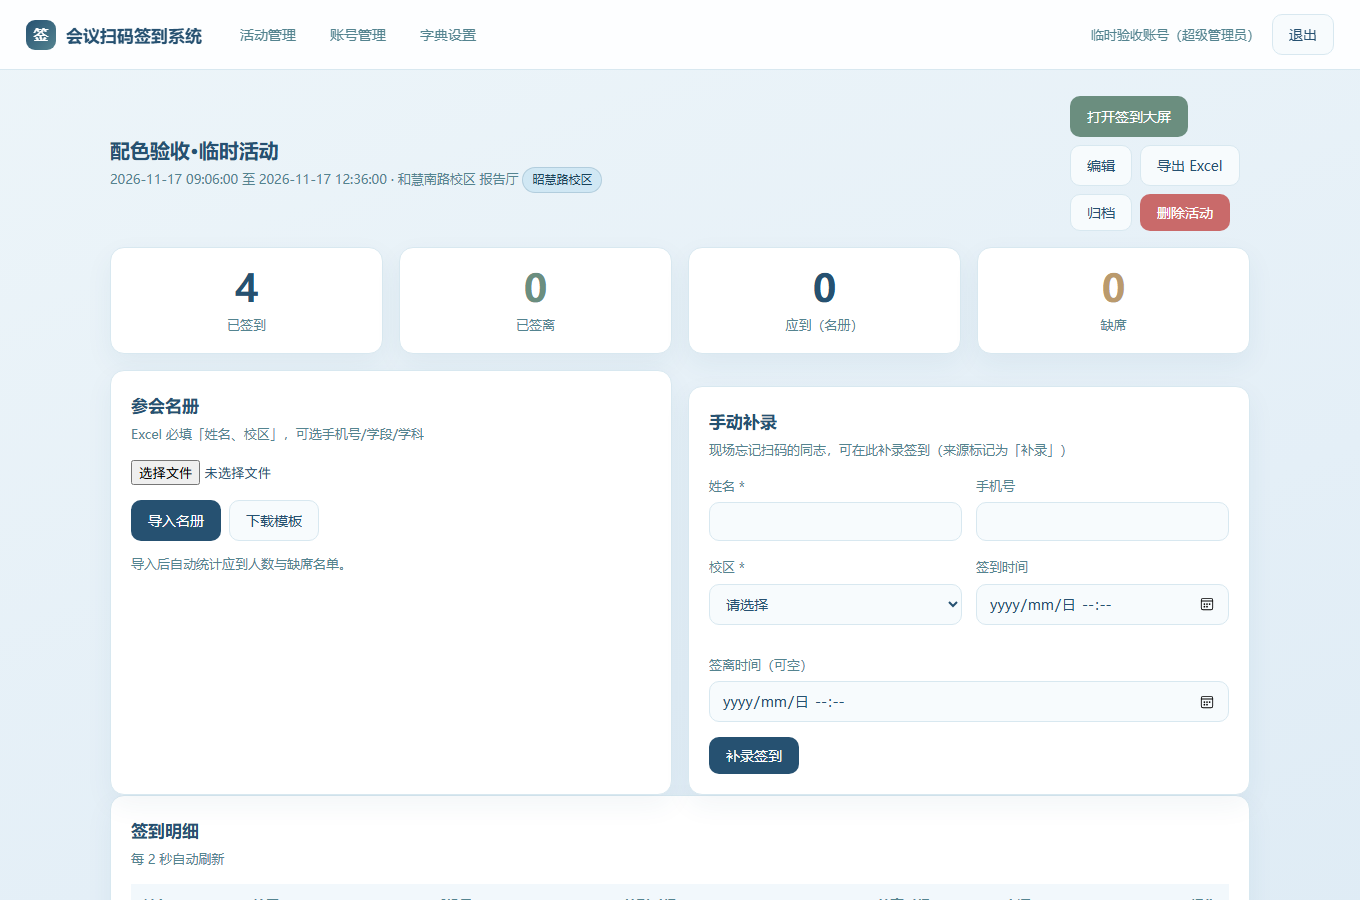 签 会议扫码签到系统 活动管理 账号管理 字典设置 临时验收账号（超级管理员） 退出
打开签到大屏
配色验收·临时活动
编辑 导出 Excel
2026-11-17 09:06:00 至 2026-11-17 12:36:00 · 和慧南路校区 报告厅 昭慧路校区
归档 删除活动
4 0 0 0
已签到 已签离 应到（名册） 缺席
参会名册
Excel 必填「姓名、校区」，可选手机号/学段/学科
选择文件 未选择文件
导入名册 下载模板
导入后自动统计应到人数与缺席名单。
手动补录
现场忘记扫码的同志，可在此补录签到（来源标记为「补录」）
姓名 * 手机号
校区 * 签到时间
请选择 yyyy/mm/日 --:--
签离时间（可空）
yyyy/mm/日 --:--
补录签到
签到明细
每 2 秒自动刷新